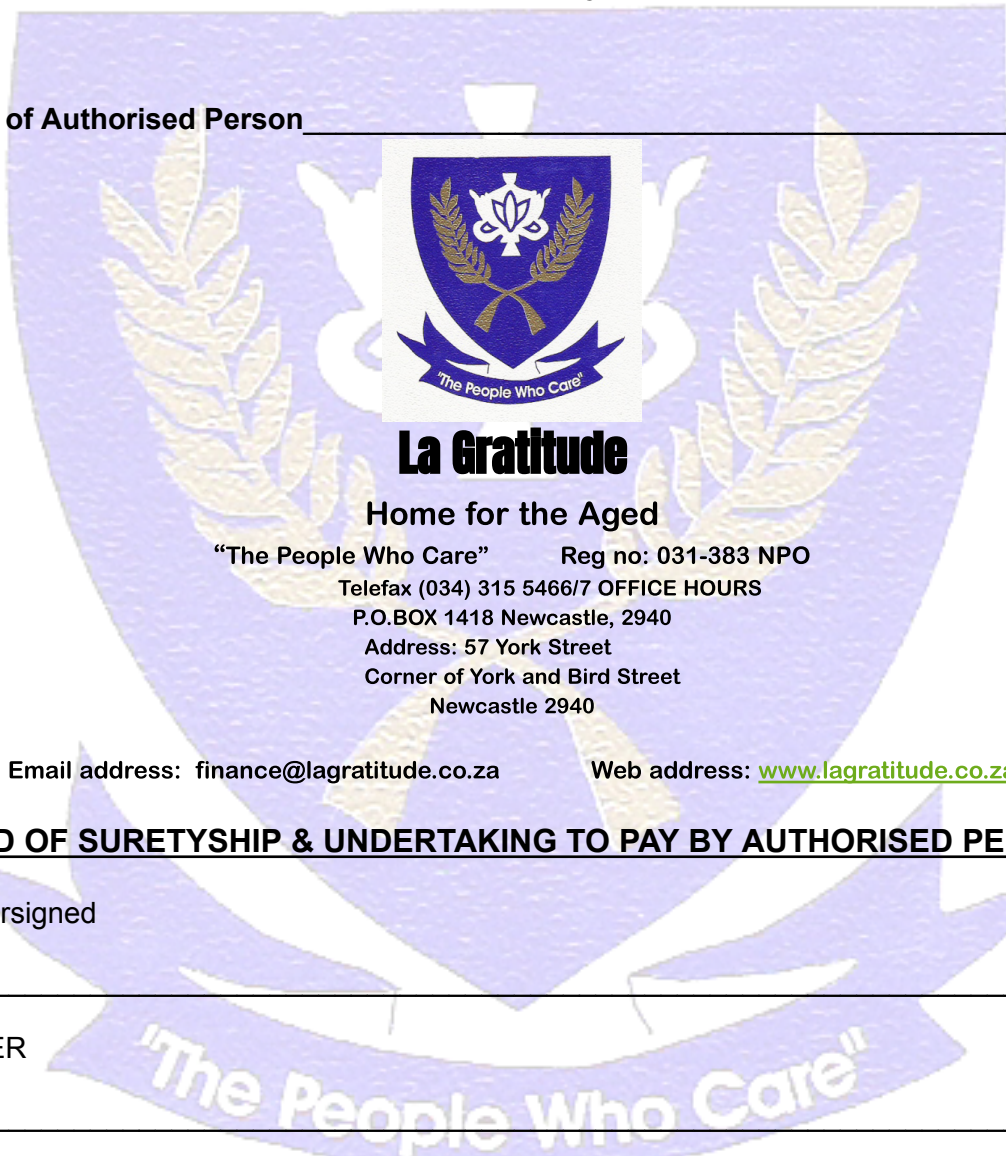 of Authorised Person
"The People Who Care"
La Gratitude
Home for the Aged
“The People Who Care” Reg no: 031-383 NPO
Telefax (034) 315 5466/7 OFFICE HOURS
P.O.BOX 1418 Newcastle, 2940
Address: 57 York Street
Corner of York and Bird Street
Newcastle 2940
Email address: finance@lagratitude.co.za Web address: www.lagratitude.co.za
D OF SURETYSHIP & UNDERTAKING TO PAY BY AUTHORISED PE
rsigned
ER
"The People Who Care"